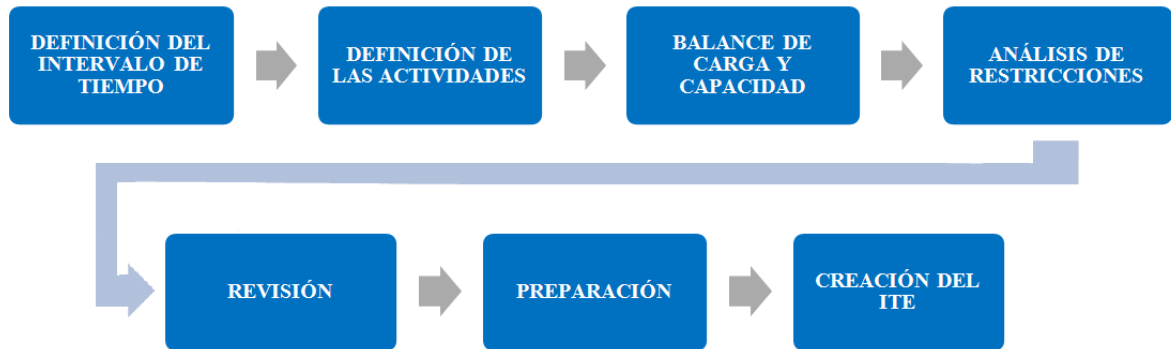 DEFINICIÓN DEL
INTERVALO DE
TIEMPO
DEFINICIÓN DE
LAS ACTIVIDADES
BALANCE DE
CARGA Y
CAPACIDAD
ANÁLISIS DE
RESTRICCIONES
REVISIÓN
PREPARACIÓN
CREACIÓN DEL
ITE